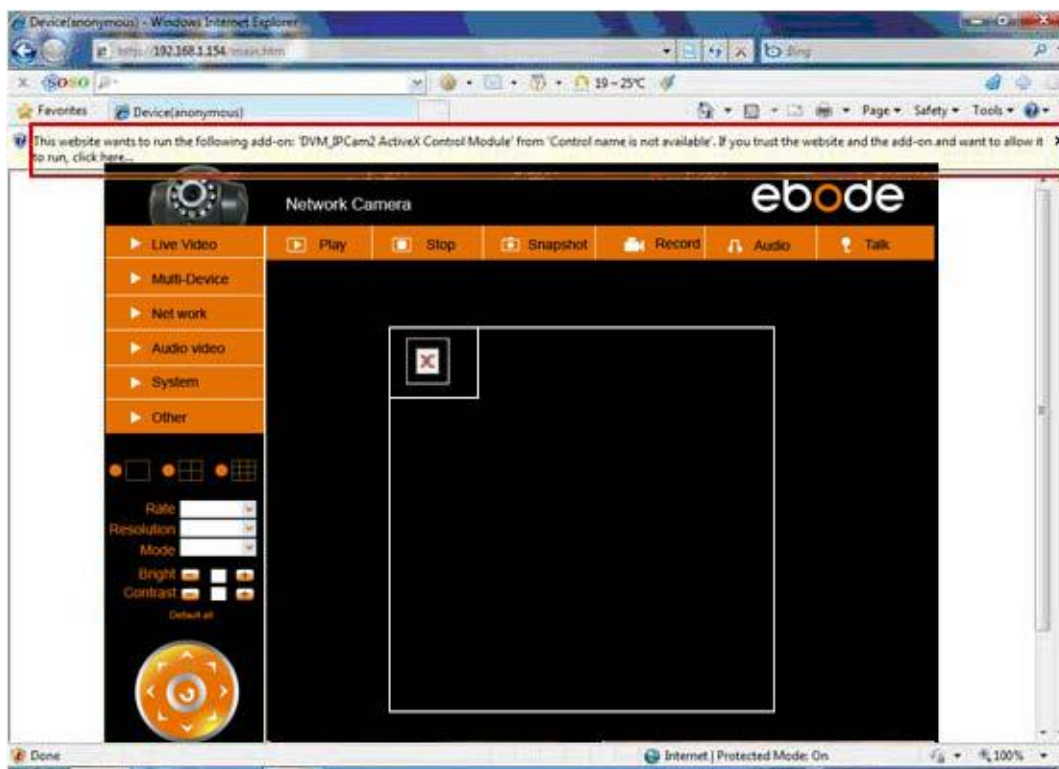 Device(anonymous) - Windows Internet Explorer
http://192.168.1.154/main.htm
Bing
SOSO
19~25℃
Favorites
Device(anonymous)
Page
Safety
Tools
This website wants to run the following add-on: 'DVM_IPCam2 ActiveX Control Module' from 'Control name is not available'. If you trust the website and the add-on and want to allow it
to run, click here...
Network Camera
ebode
Live Video
Play
Stop
Snapshot
Record
Audio
Talk
Multi-Device
Net work
Audio video
System
Other
Rate
Resolution
Mode
Bright
Contrast
Default all
Done
Internet | Protected Mode: On
100%